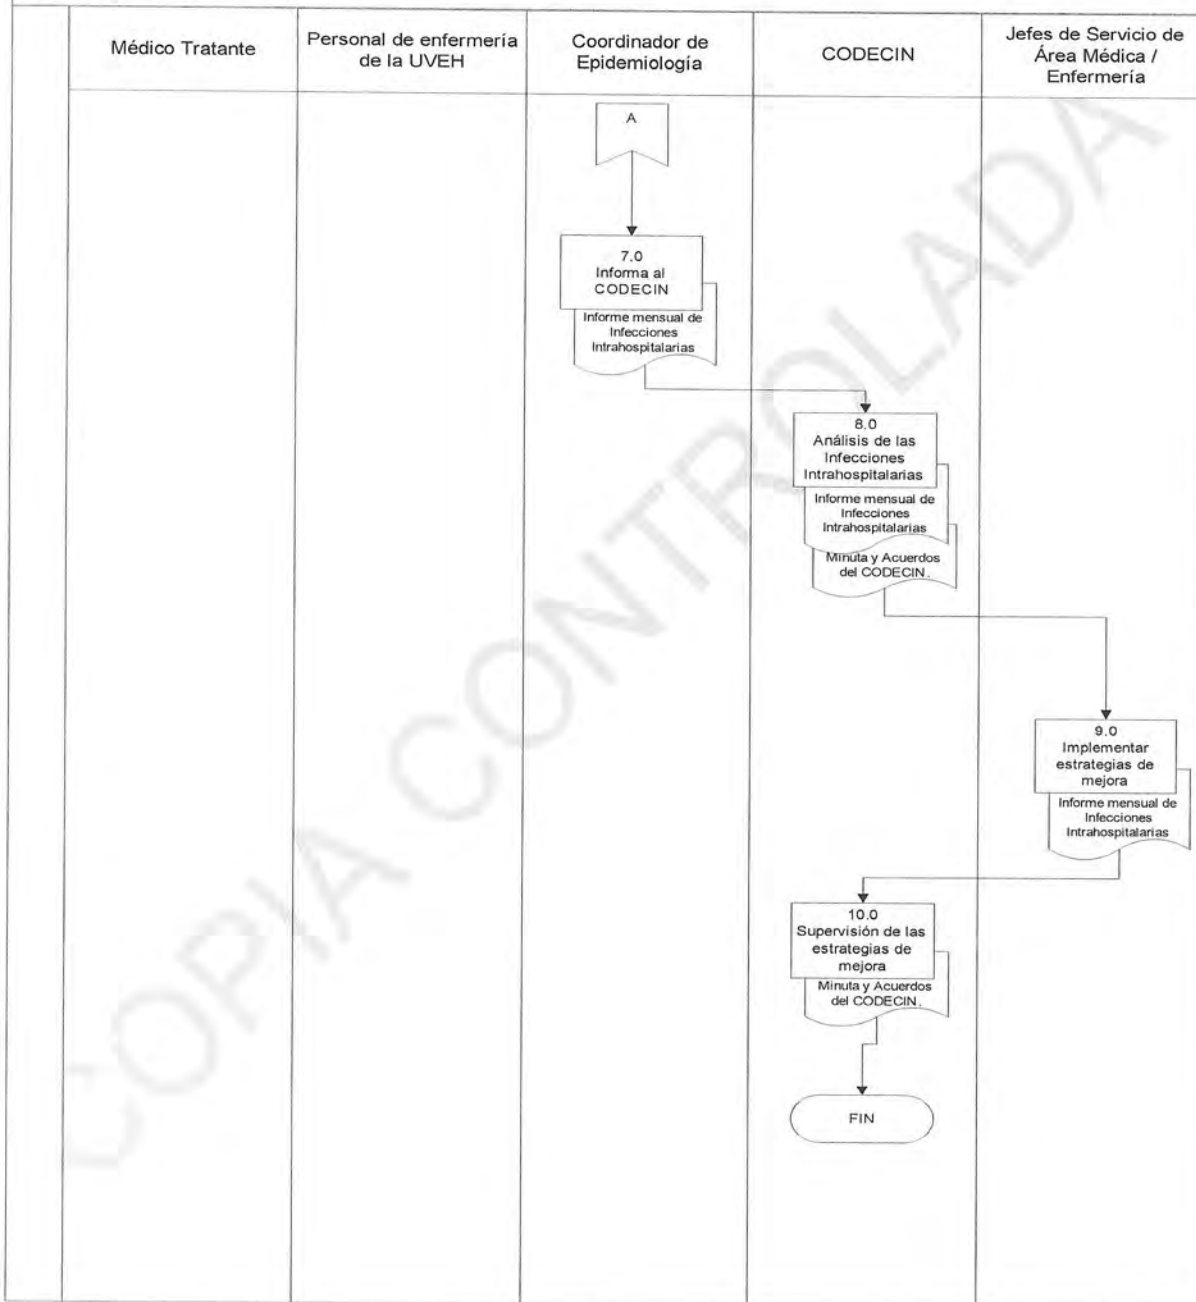 Médico Tratante
Personal de enfermería
de la UVEH
Coordinador de
Epidemiología
CODECIN
Jefes de Servicio de
Área Médica /
Enfermería
A
7.0
Informa al
CODECIN
Informe mensual de
Infecciones
Intrahospitalarias
8.0
Análisis de las
Infecciones
Intrahospitalarias
Informe mensual de
Infecciones
Intrahospitalarias
Minuta y Acuerdos
del CODECIN.
9.0
Implementar
estrategias de
mejora
Informe mensual de
Infecciones
Intrahospitalarias
10.0
Supervisión de las
estrategias de
mejora
Minuta y Acuerdos
del CODECIN.
FIN
COPIA CONTROLADA